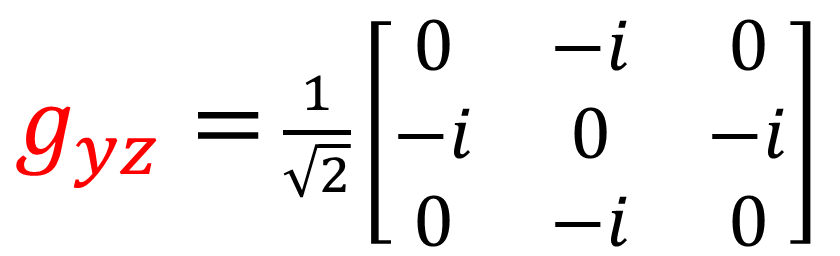 g_yz = 1/√2 [0 −i 0
−i 0 −i
0 −i 0]